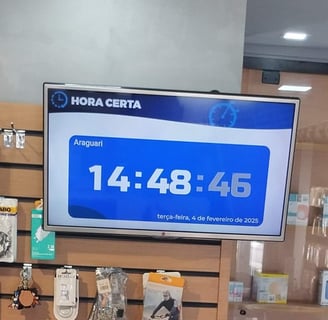 HORA CERTA
Araguari
14:48:46
terça-feira, 4 de fevereiro de 2025